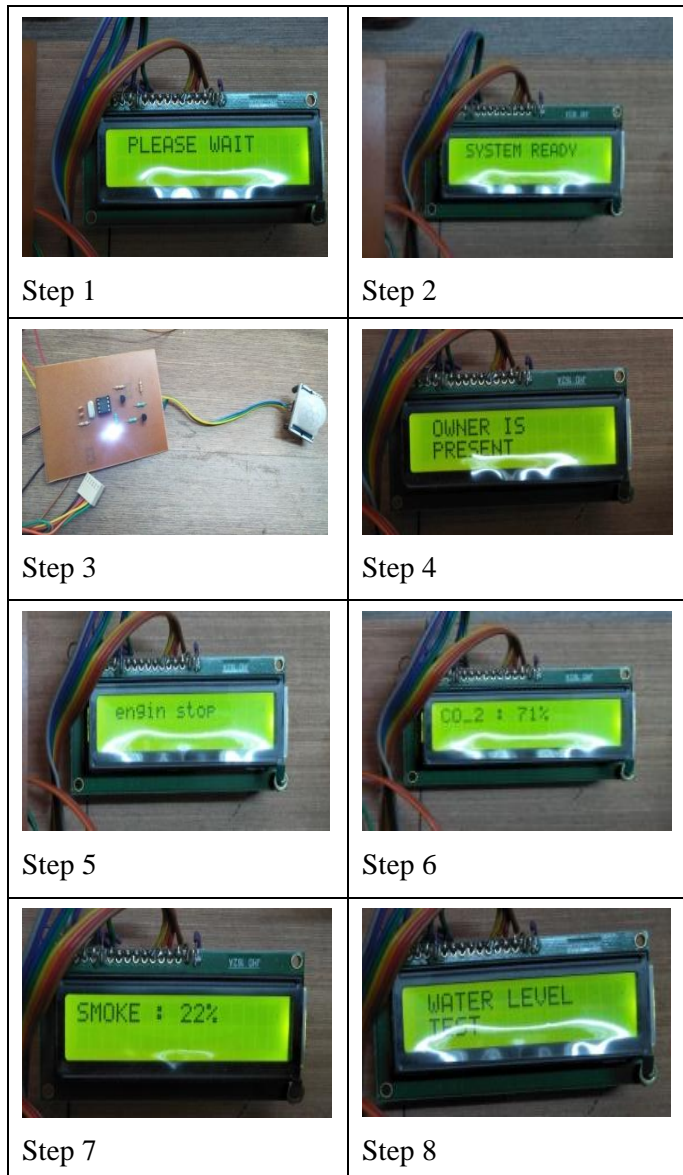 PLEASE WAIT
SYSTEM READY
Step 1
Step 2
OWNER IS
PRESENT
Step 3
Step 4
engin stop
CO_2 : 71%
Step 5
Step 6
SMOKE : 22%
WATER LEVEL
TEST
Step 7
Step 8